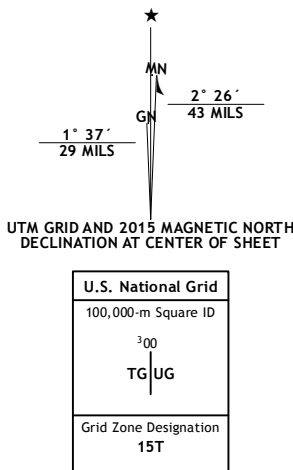 ★
MN
GN
2° 26´
43 MILS
1° 37´
29 MILS
UTM GRID AND 2015 MAGNETIC NORTH
DECLINATION AT CENTER OF SHEET
U.S. National Grid
100,000-m Square ID
³00
TG UG
Grid Zone Designation
15T